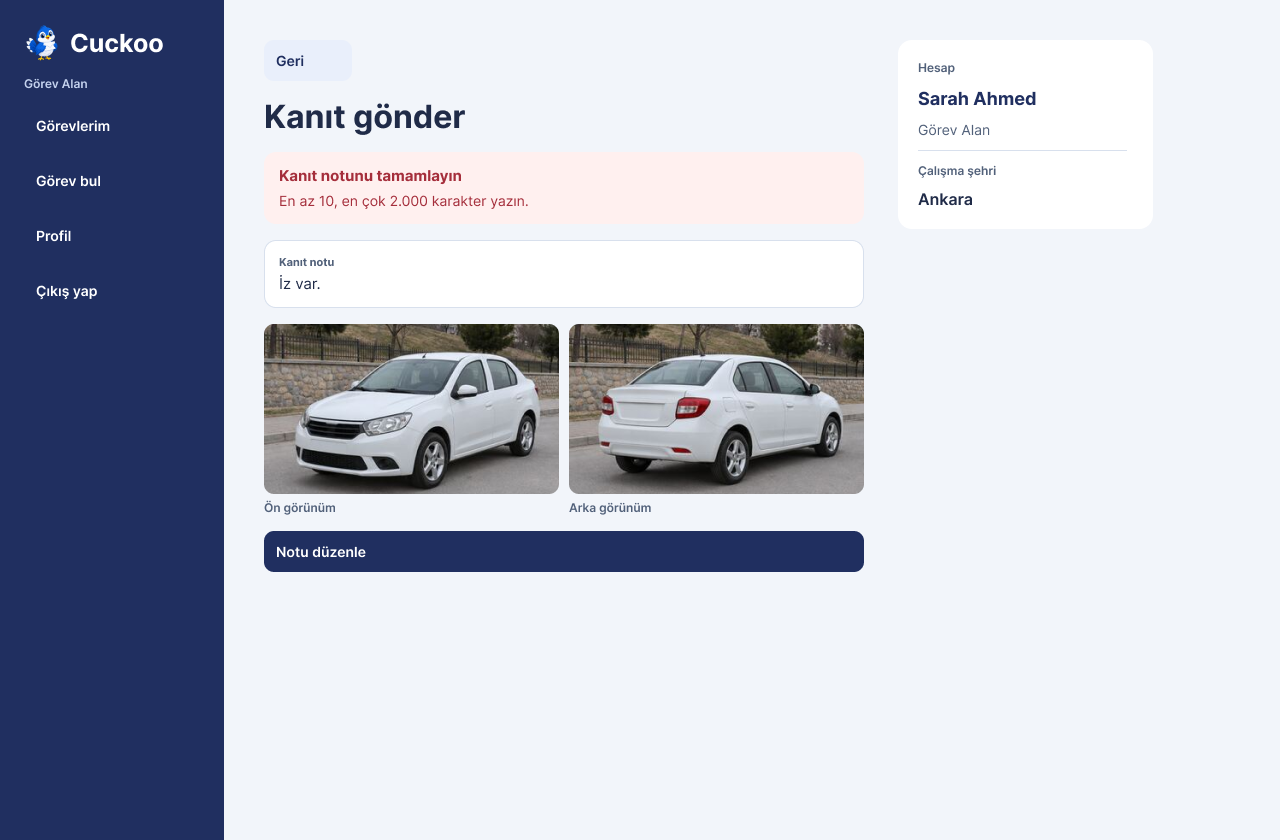 Cuckoo
Görev Alan
Görevlerim
Görev bul
Profil
Çıkış yap
Geri
Kanıt gönder
Kanıt notunu tamamlayın
En az 10, en çok 2.000 karakter yazın.
Kanıt notu
İz var.
Ön görünüm
Arka görünüm
Notu düzenle
Hesap
Sarah Ahmed
Görev Alan
Çalışma şehri
Ankara